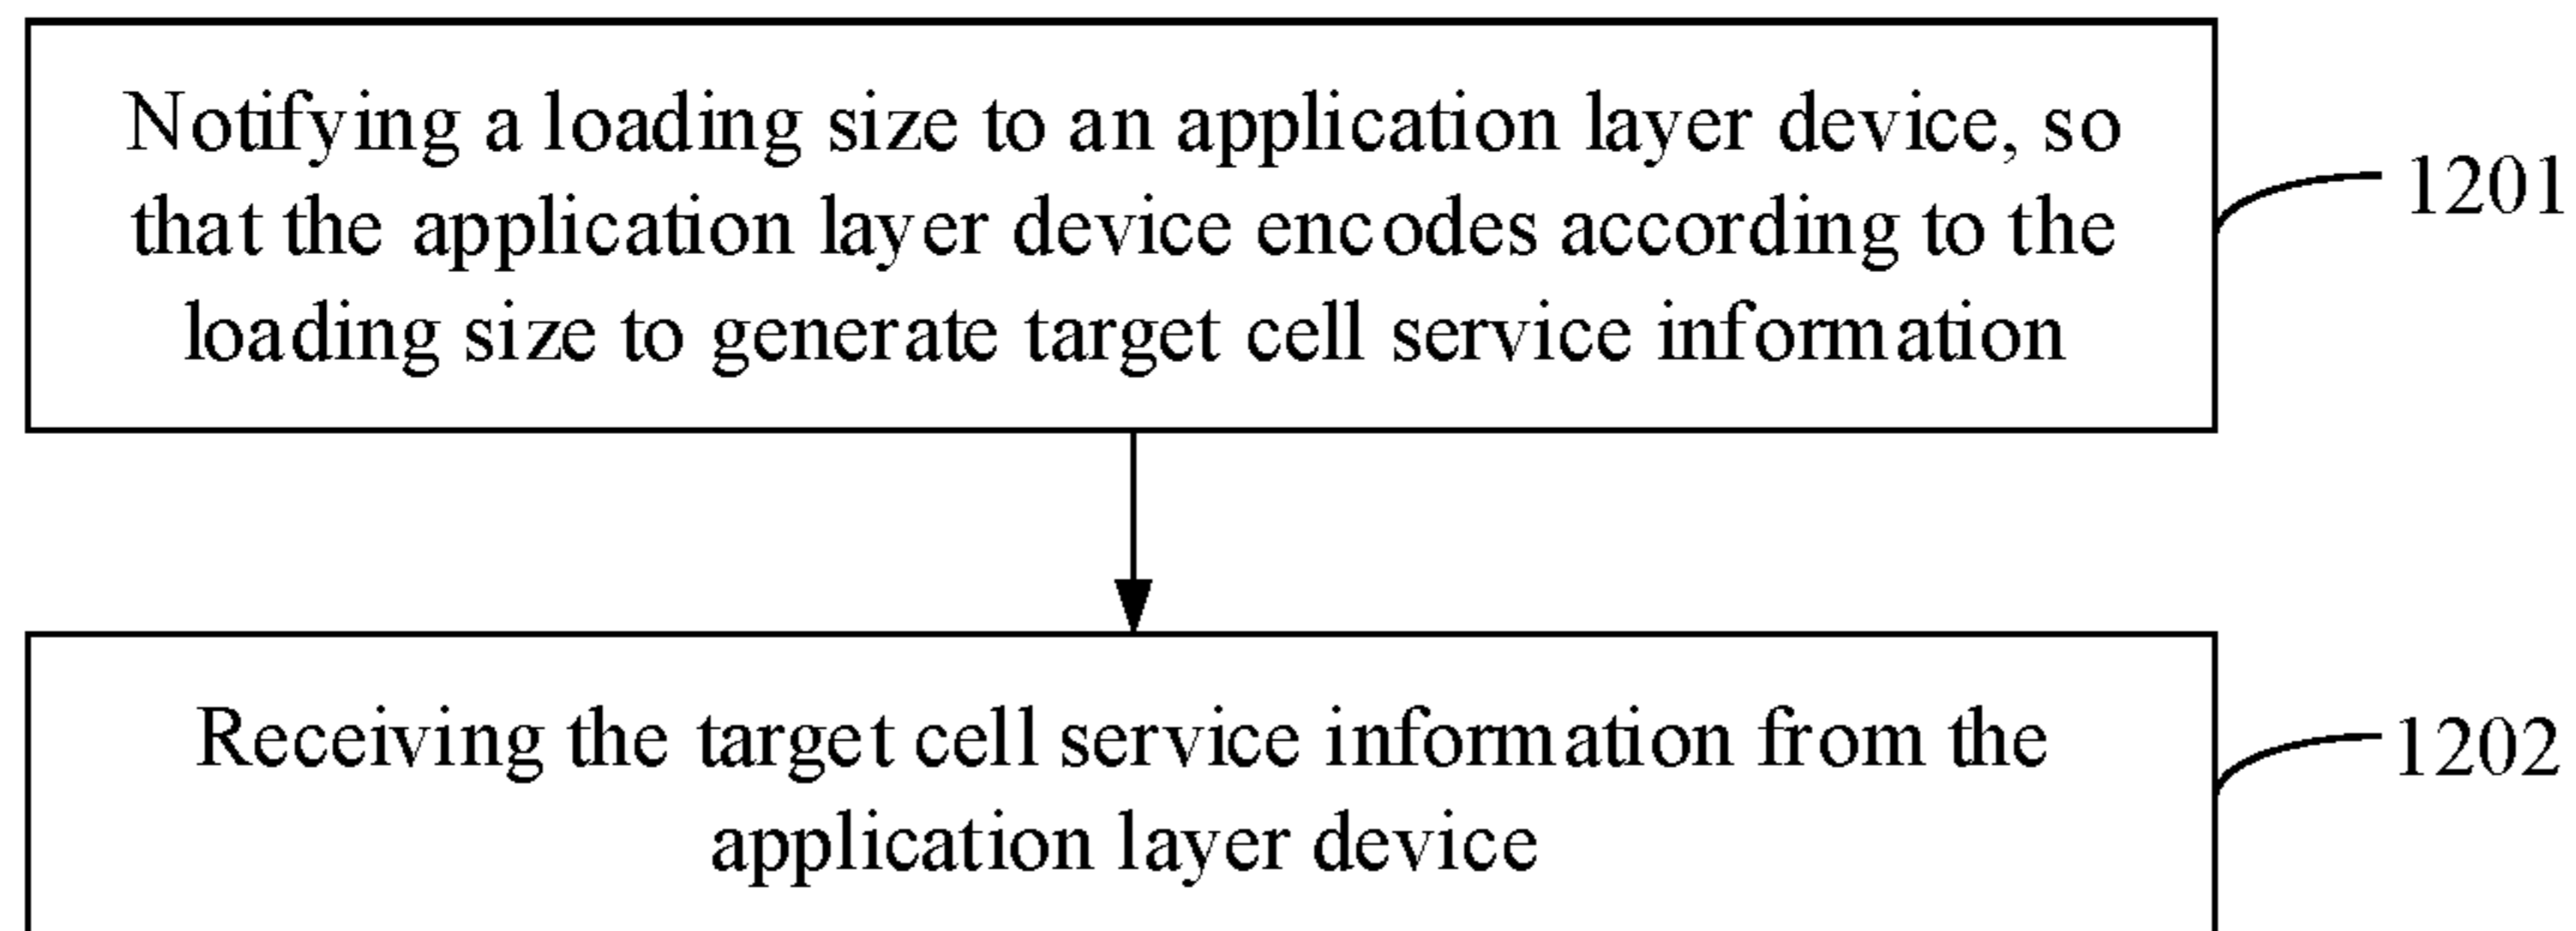 Notifying a loading size to an application layer device, so
that the application layer device encodes according to the
loading size to generate target cell service information
1201
Receiving the target cell service information from the
application layer device
1202